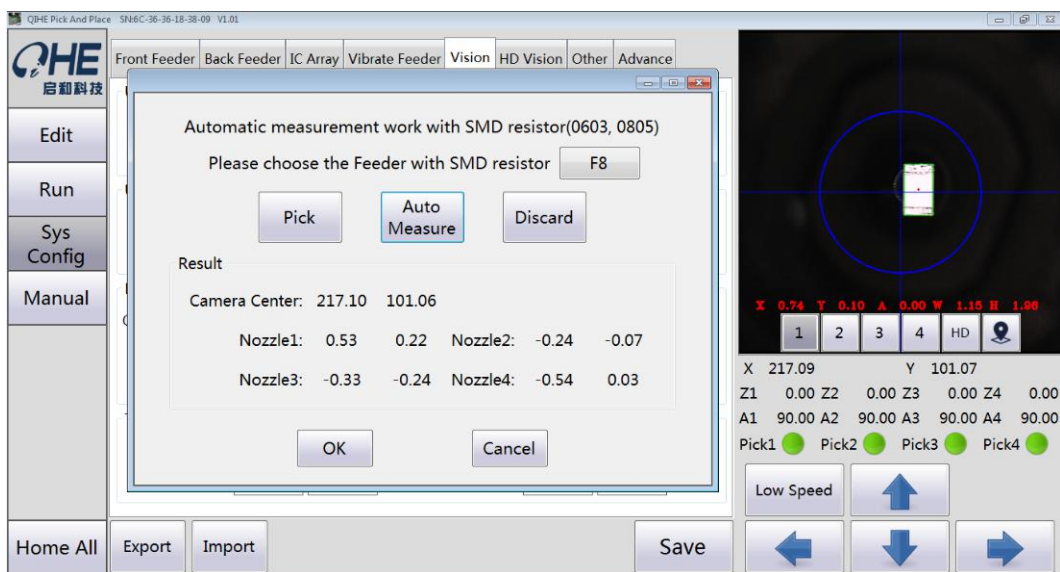 QIHE Pick And Place SN:6C-36-36-18-38-09 V1.01
QiHE
启和科技
Front Feeder Back Feeder IC Array Vibrate Feeder Vision HD Vision Other Advance
Edit
Run
Sys
Config
Manual
Home All
Automatic measurement work with SMD resistor(0603, 0805)
Please choose the Feeder with SMD resistor F8
Pick
Auto
Measure
Discard
Result
Camera Center: 217.10 101.06
Nozzle1: 0.53 0.22 Nozzle2: -0.24 -0.07
Nozzle3: -0.33 -0.24 Nozzle4: -0.54 0.03
OK Cancel
Export Import Save
X 0.74 Y 0.10 A 0.00 W 1.15 H 1.96
1 2 3 4 HD
X 217.09 Y 101.07
Z1 0.00 Z2 0.00 Z3 0.00 Z4 0.00
A1 90.00 A2 90.00 A3 90.00 A4 90.00
Pick1 Pick2 Pick3 Pick4
Low Speed